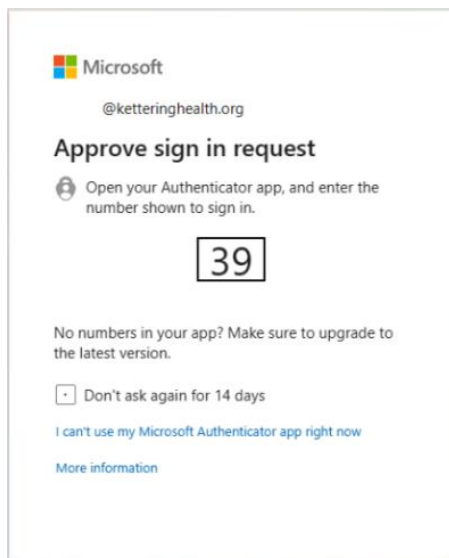 Microsoft
@ketteringhealth.org
Approve sign in request
Open your Authenticator app, and enter the
number shown to sign in.
39
No numbers in your app? Make sure to upgrade to
the latest version.
Don't ask again for 14 days
I can't use my Microsoft Authenticator app right now
More information